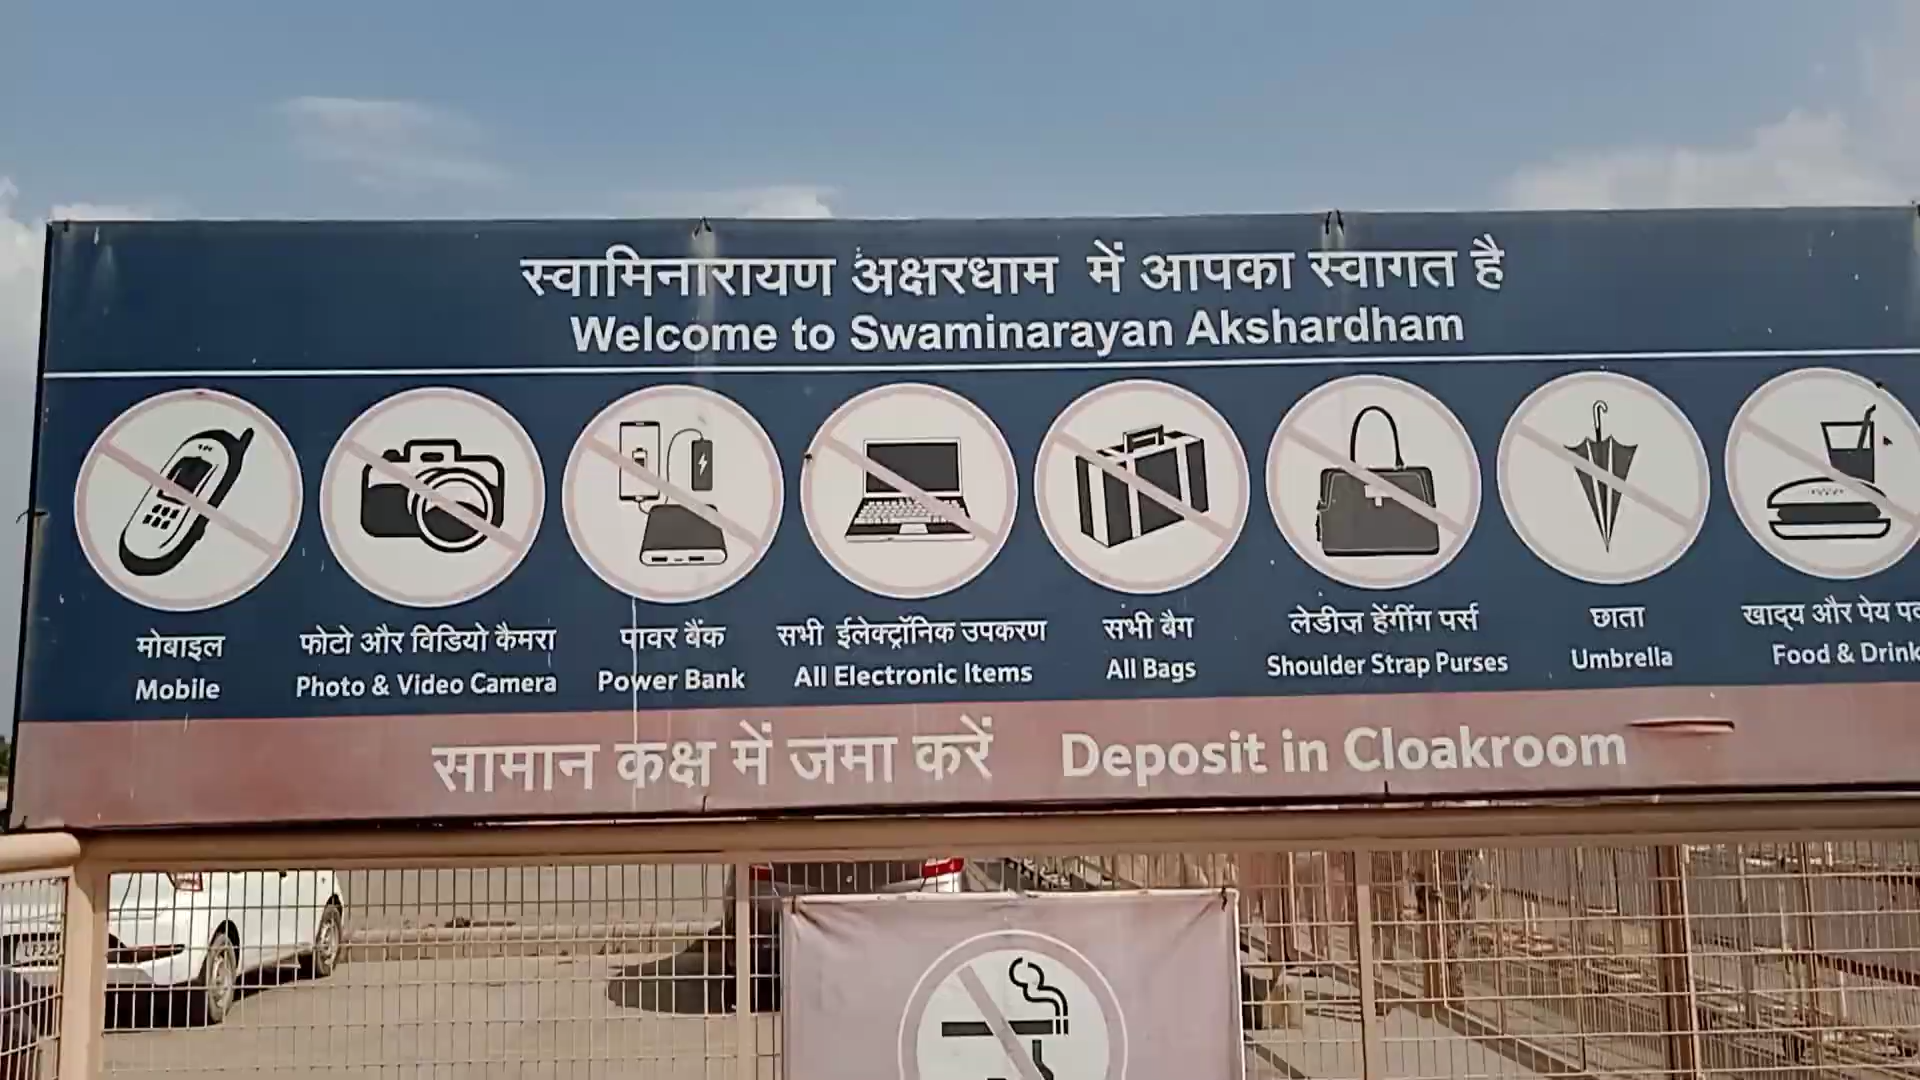 स्वामिनारायण अक्षरधाम में आपका स्वागत है
Welcome to Swaminarayan Akshardham
मोबाइल
Mobile
फोटो और विडियो कैमरा
Photo & Video Camera
पावर बैंक
Power Bank
सभी ईलेक्ट्रॉनिक उपकरण
All Electronic Items
सभी बैग
All Bags
लेडीज हेंगींग पर्स
Shoulder Strap Purses
छाता
Umbrella
खाद्य और पेय
Food & Drink
सामान कक्ष में जमा करें Deposit in Cloakroom